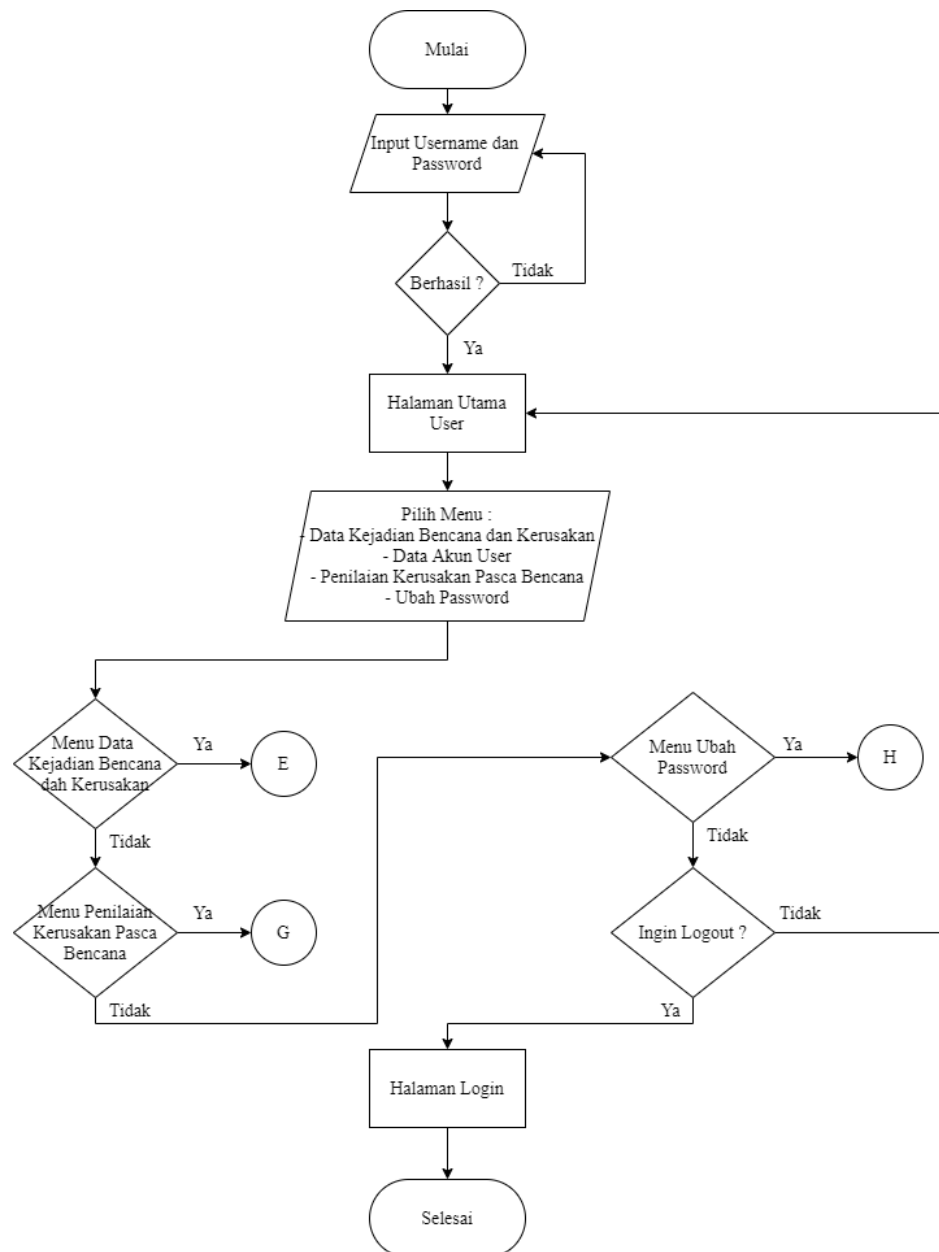 Mulai
Input Username dan
Password
Berhasil ?
Tidak
Ya
Halaman Utama
User
Pilih Menu :
- Data Kejadian Bencana dan Kerusakan
- Data Akun User
- Penilaian Kerusakan Pasca Bencana
- Ubah Password
Menu Data
Kejadian Bencana
dah Kerusakan
Ya
E
Tidak
Menu Penilaian
Kerusakan Pasca
Bencana
Ya
G
Tidak
Menu Ubah
Password
Ya
H
Tidak
Ingin Logout ?
Tidak
Ya
Halaman Login
Selesai